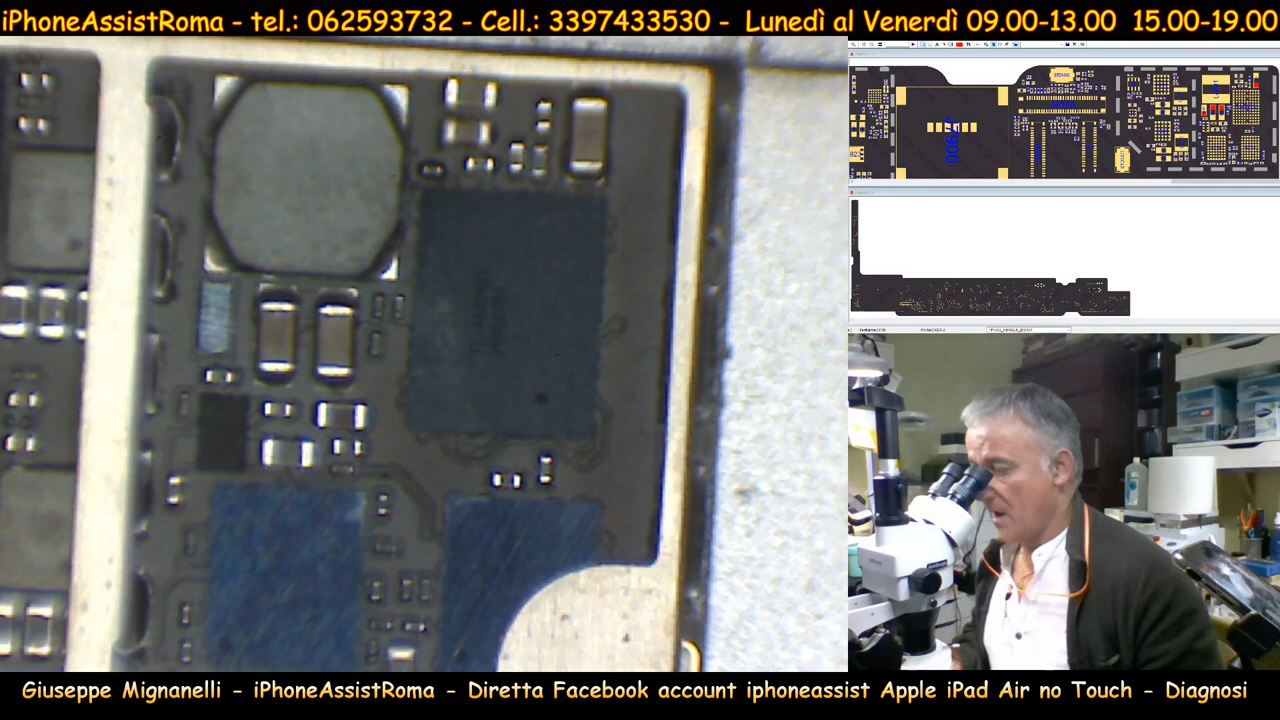 iPhoneAssistRoma - tel.: 062593732 - Cell.: 3397433530 - Lunedì al Venerdì 09.00-13.00 15.00-19.00
Giuseppe Mignanelli - iPhoneAssistRoma - Diretta Facebook account iphoneassist Apple iPad Air no Touch - Diagnosi